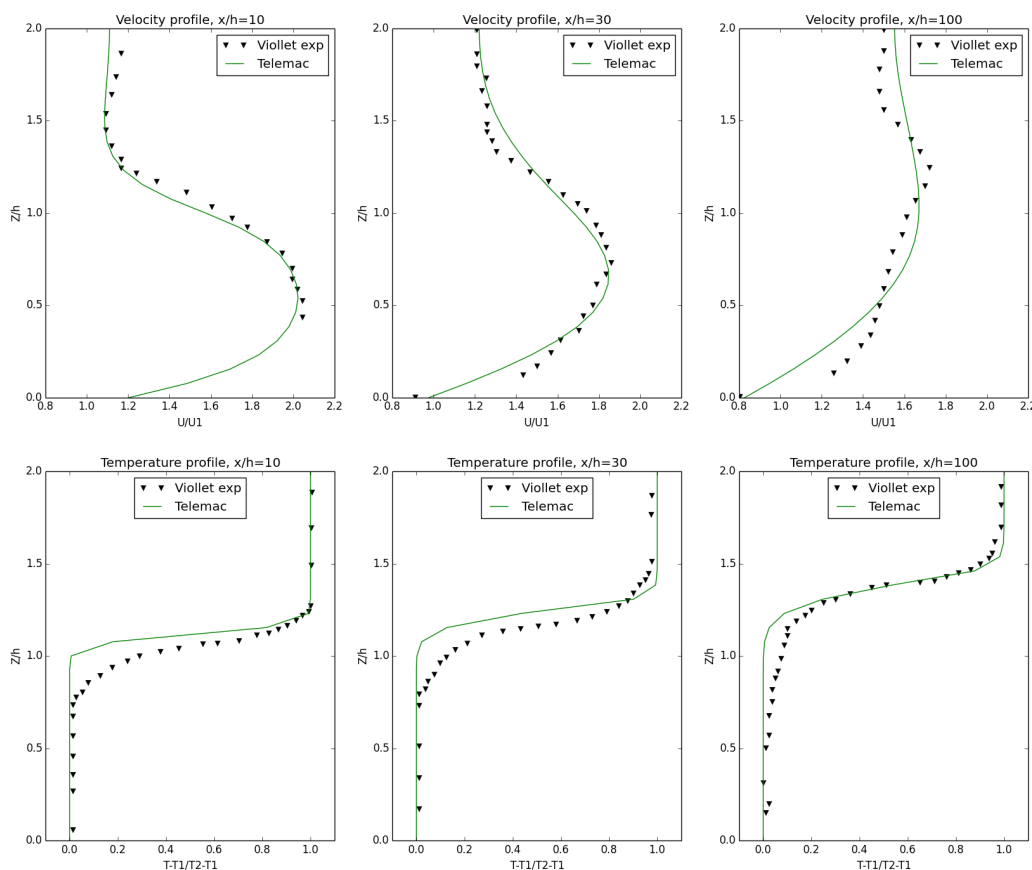 Velocity profile, x/h=10
Viollet exp
Telemac
2.0
1.5
1.0
0.5
0.0
Z/h
0.8 1.0 1.2 1.4 1.6 1.8 2.0 2.2
U/U1
Velocity profile, x/h=30
Viollet exp
Telemac
2.0
1.5
1.0
0.5
0.0
Z/h
0.8 1.0 1.2 1.4 1.6 1.8 2.0 2.2
U/U1
Velocity profile, x/h=100
Viollet exp
Telemac
2.0
1.5
1.0
0.5
0.0
Z/h
0.8 1.0 1.2 1.4 1.6 1.8 2.0 2.2
U/U1
Temperature profile, x/h=10
Viollet exp
Telemac
2.0
1.5
1.0
0.5
0.0
Z/h
0.0 0.2 0.4 0.6 0.8 1.0
T-T1/T2-T1
Temperature profile, x/h=30
Viollet exp
Telemac
2.0
1.5
1.0
0.5
0.0
Z/h
0.0 0.2 0.4 0.6 0.8 1.0
T-T1/T2-T1
Temperature profile, x/h=100
Viollet exp
Telemac
2.0
1.5
1.0
0.5
0.0
Z/h
0.0 0.2 0.4 0.6 0.8 1.0
T-T1/T2-T1